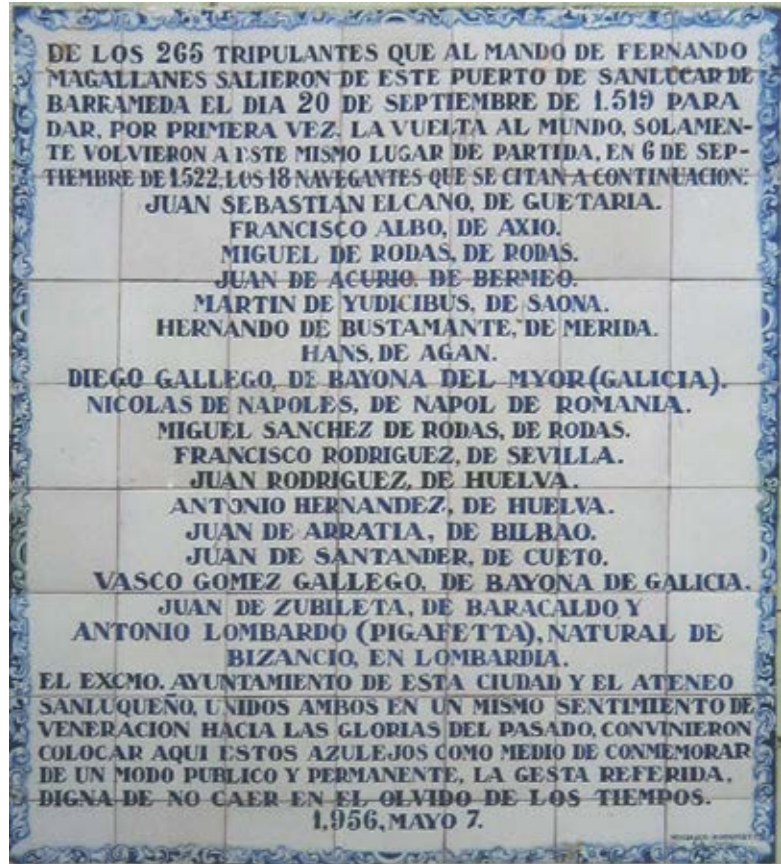 DE LOS 265 TRIPULANTES QUE AL MANDO DE FERNANDO
MAGALLANES SALIERON DE ESTE PUERTO DE SANLUCAR DE
BARRAMEDA EL DIA 20 DE SEPTIEMBRE DE 1.519 PARA
DAR, POR PRIMERA VEZ, LA VUELTA AL MUNDO, SOLAMEN-
TE VOLVIERON A ESTE MISMO LUGAR DE PARTIDA, EN 6 DE SEP-
TIEMBRE DE 1.522, LOS 18 NAVEGANTES QUE SE CITAN A CONTINUACION:
JUAN SEBASTIAN ELCANO, DE GUETARIA.
FRANCISCO ALBO, DE AXIO.
MIGUEL DE RODAS, DE RODAS.
JUAN DE ACURIO. DE BERMEO.
MARTIN DE YUDICIBUS, DE SAONA.
HERNANDO DE BUSTAMANTE, DE MERIDA.
HANS, DE AGAN.
DIEGO GALLEGO, DE BAYONA DEL MYOR (GALICIA).
NICOLAS DE NAPOLES, DE NAPOL DE ROMANIA.
MIGUEL SANCHEZ DE RODAS, DE RODAS.
FRANCISCO RODRIGUEZ, DE SEVILLA.
JUAN RODRIGUEZ, DE HUELVA.
ANTONIO HERNANDEZ, DE HUELVA.
JUAN DE ARRATIA, DE BILBAO.
JUAN DE SANTANDER, DE CUETO.
VASCO GOMEZ GALLEGO, DE BAYONA DE GALICIA.
JUAN DE ZUBILETA, DE BARACALDO Y
ANTONIO LOMBARDO (PIGAFETTA), NATURAL DE
BIZANCIO, EN LOMBARDIA.
EL EXCMO. AYUNTAMIENTO DE ESTA CIUDAD Y EL ATENEO
SANLUQUEÑO, UNIDOS AMBOS EN UN MISMO SENTIMIENTO DE
VENERACION HACIA LAS GLORIAS DEL PASADO, CONVINIERON
COLOCAR AQUI ESTOS AZULEJOS COMO MEDIO DE CONMEMORAR
DE UN MODO PUBLICO Y PERMANENTE, LA GESTA REFERIDA,
DIGNA DE NO CAER EN EL OLVIDO DE LOS TIEMPOS.
1,956, MAYO 7.